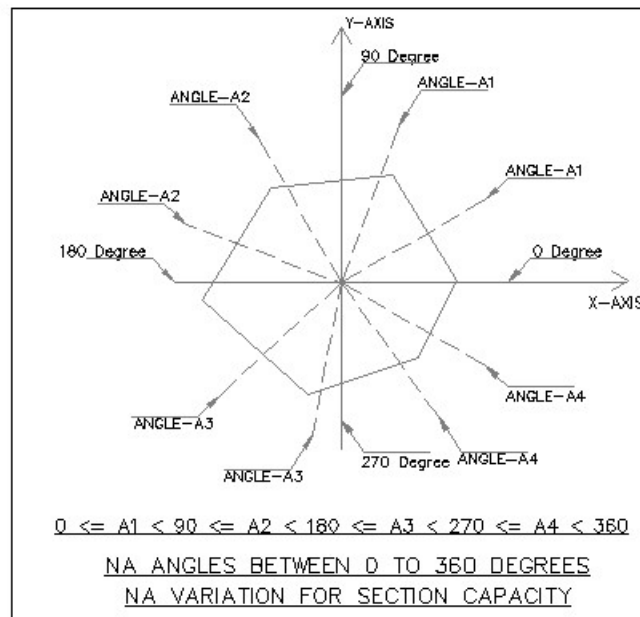 Y-AXIS
90 Degree
ANGLE-A2
ANGLE-A1
ANGLE-A1
ANGLE-A2
180 Degree
0 Degree
X-AXIS
ANGLE-A4
ANGLE-A3
ANGLE-A3
270 Degree
ANGLE-A4
0 <= A1 < 90 <= A2 < 180 <= A3 < 270 <= A4 < 360
NA ANGLES BETWEEN 0 TO 360 DEGREES
NA VARIATION FOR SECTION CAPACITY